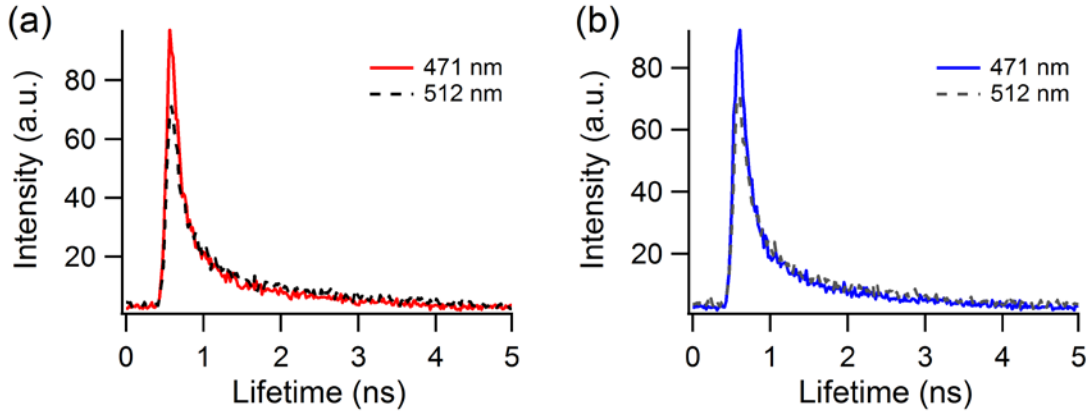 (a)
Intensity (a.u.)
80
60
40
20
471 nm
512 nm
0 1 2 3 4 5
Lifetime (ns)
(b)
Intensity (a.u.)
80
60
40
20
471 nm
512 nm
0 1 2 3 4 5
Lifetime (ns)